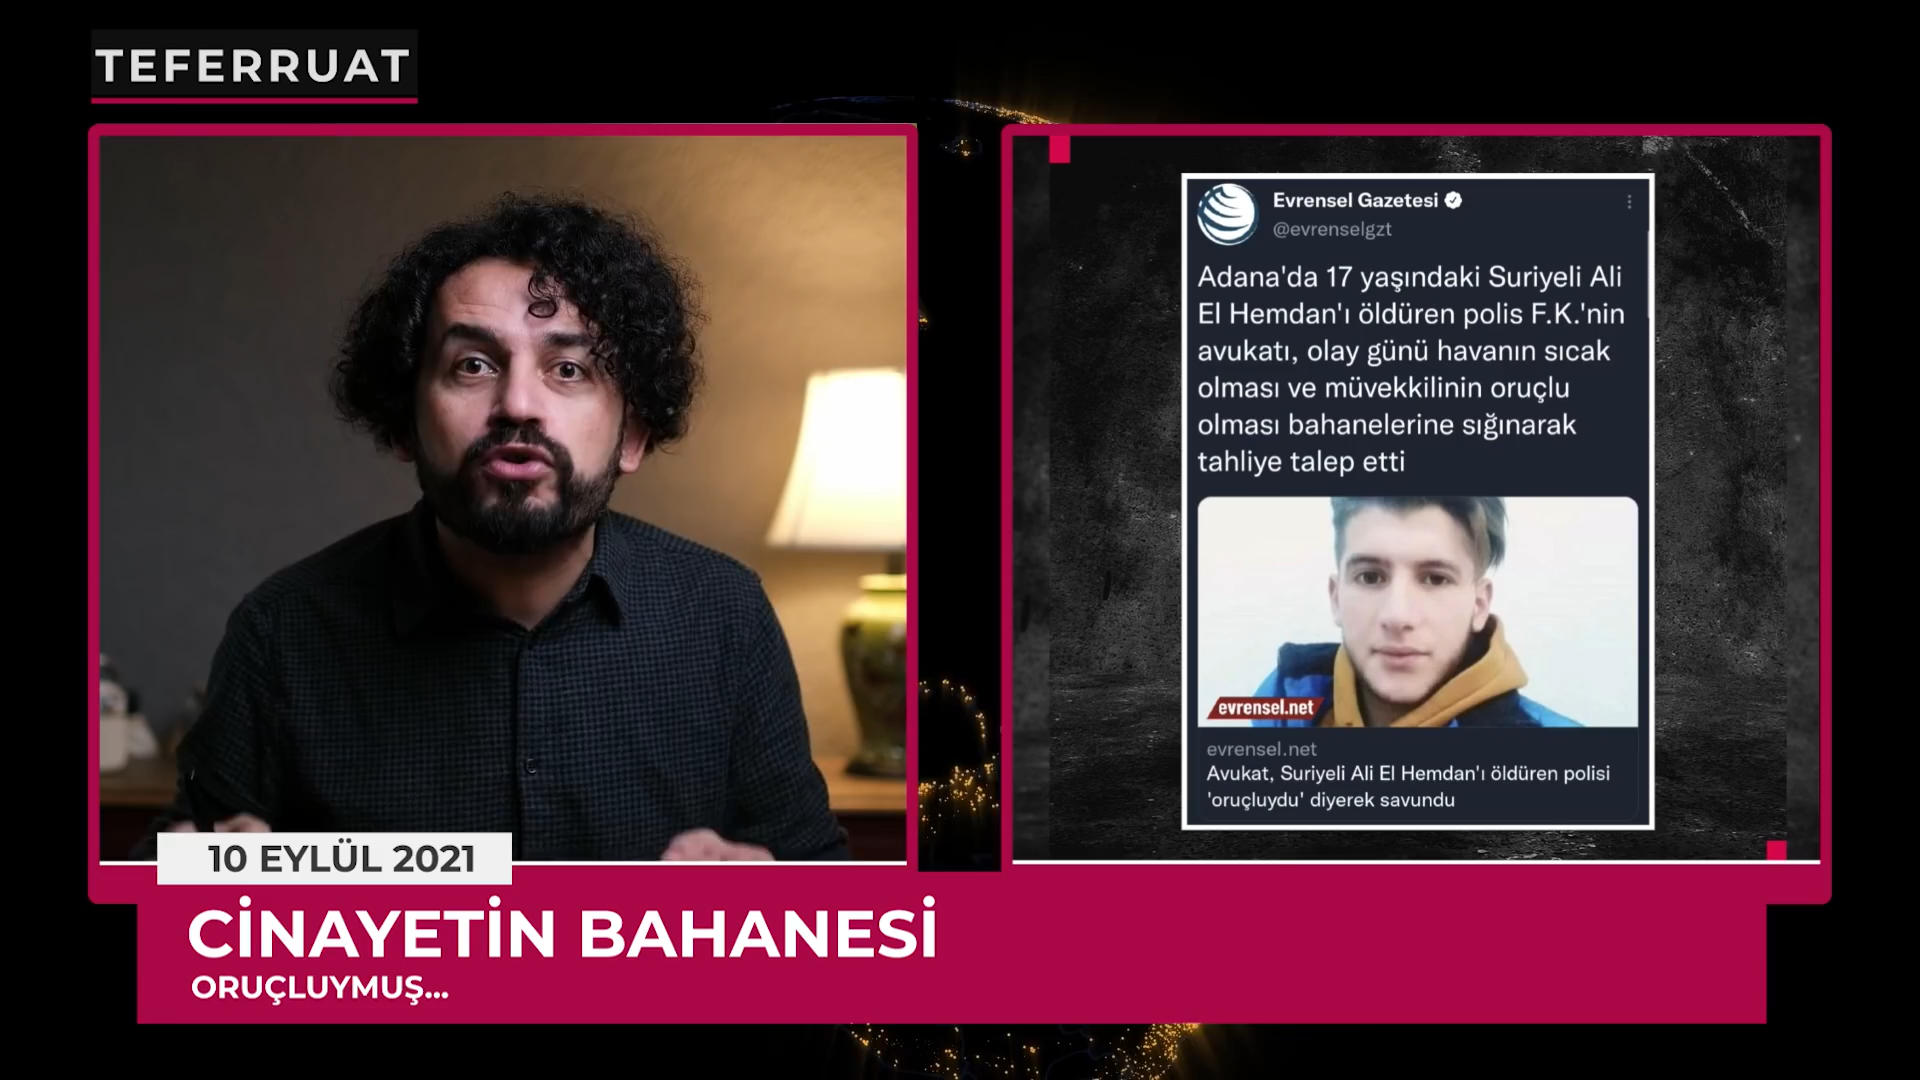 TEFERRUAT
Evrensel Gazetesi
@evrenselgzt
Adana'da 17 yaşındaki Suriyeli Ali
El Hemdan'ı öldüren polis F.K.'nin
avukatı, olay günü havanın sıcak
olması ve müvekkilinin oruçlu
olması bahanelerine sığınarak
tahliye talep etti
evrensel.net
evrensel.net
Avukat, Suriyeli Ali El Hemdan'ı öldüren polisi
'oruçluydu' diyerek savundu
10 EYLÜL 2021
CİNAYETİN BAHANESİ
ORUÇLUYMUŞ...